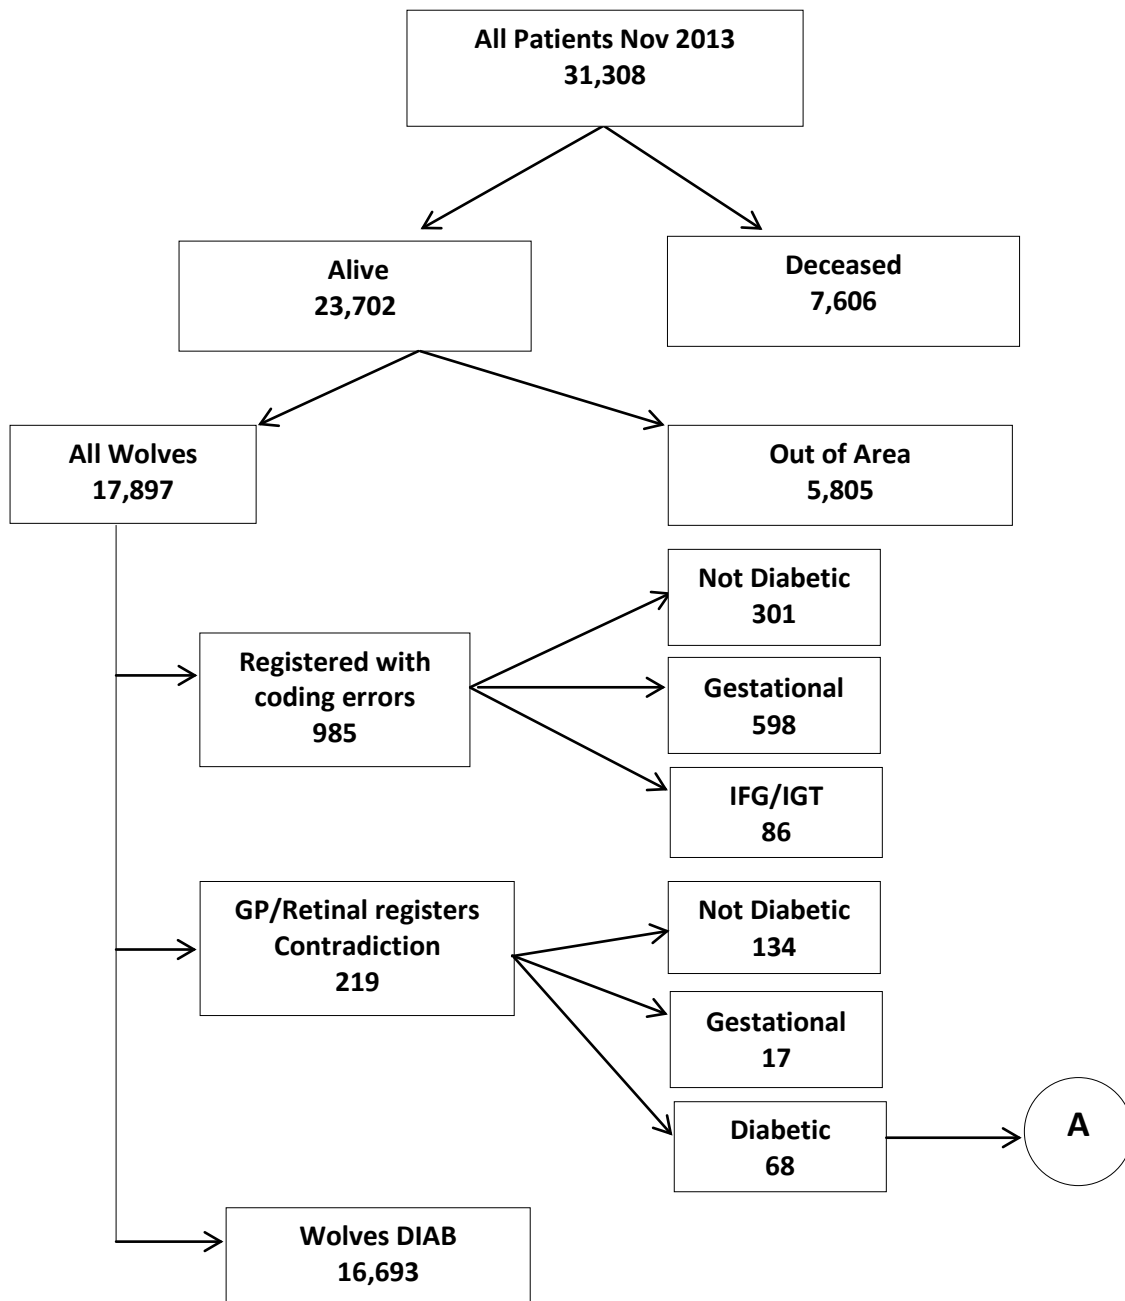 All Patients Nov 2013
31,308
Alive
23,702
Deceased
7,606
All Wolves
17,897
Out of Area
5,805
Registered with
coding errors
985
Not Diabetic
301
Gestational
598
IFG/IGT
86
GP/Retinal registers
Contradiction
219
Not Diabetic
134
Gestational
17
Diabetic
68
A
Wolves DIAB
16,693